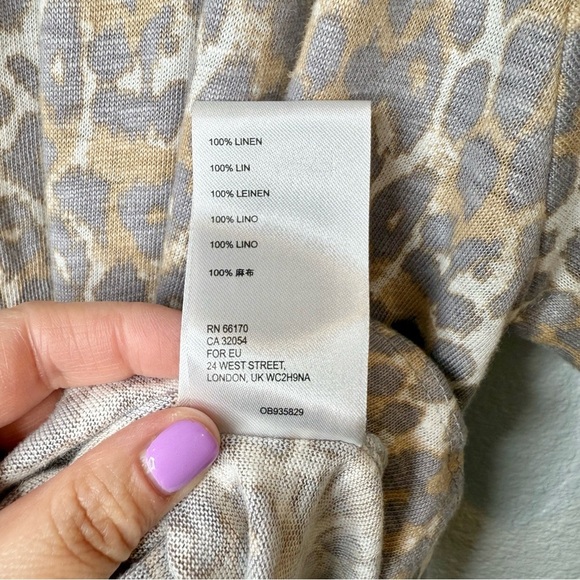 100% LINEN
100% LIN
100% LEINEN
100% LINO
100% LINO
100% 麻布
RN 66170
CA 32054
FOR EU
24 WEST STREET,
LONDON, UK WC2H9NA
OB935829